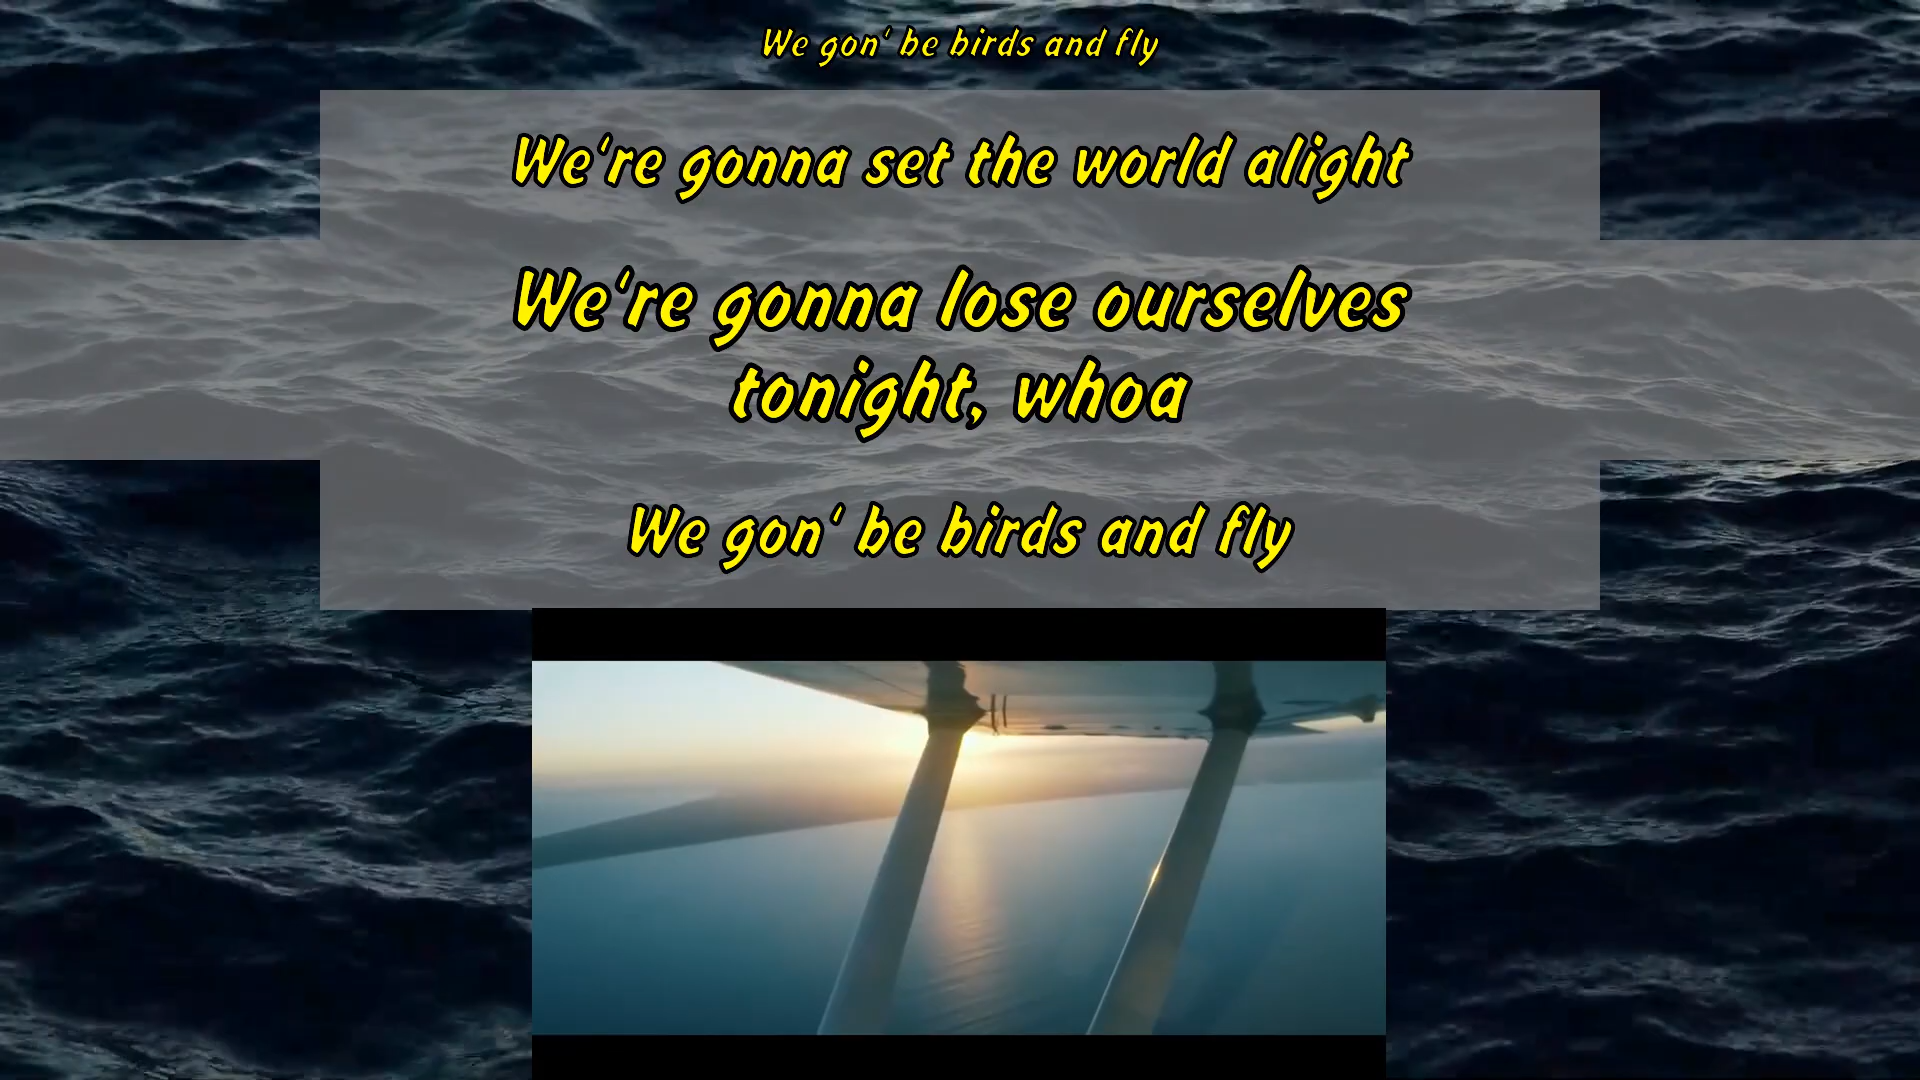 We gon' be birds and fly
We're gonna set the world alight
We're gonna lose ourselves
tonight, whoa
We gon' be birds and fly